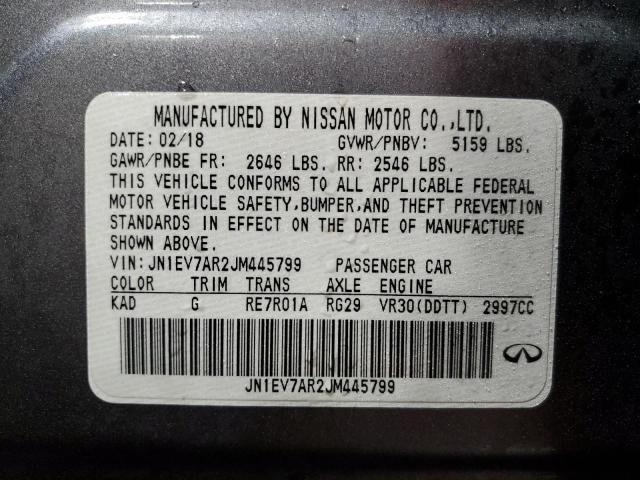 MANUFACTURED BY NISSAN MOTOR CO.,LTD.
DATE: 02/18 GVWR/PNBV: 5159 LBS.
GAWR/PNBE FR: 2646 LBS. RR: 2546 LBS.
THIS VEHICLE CONFORMS TO ALL APPLICABLE FEDERAL
MOTOR VEHICLE SAFETY,BUMPER,AND THEFT PREVENTION
STANDARDS IN EFFECT ON THE DATE OF MANUFACTURE
SHOWN ABOVE.
VIN:JN1EV7AR2JM445799 PASSENGER CAR
COLOR TRIM TRANS AXLE ENGINE
KAD G RE7R01A RG29 VR30(DDTT) 2997CC
JN1EV7AR2JM445799